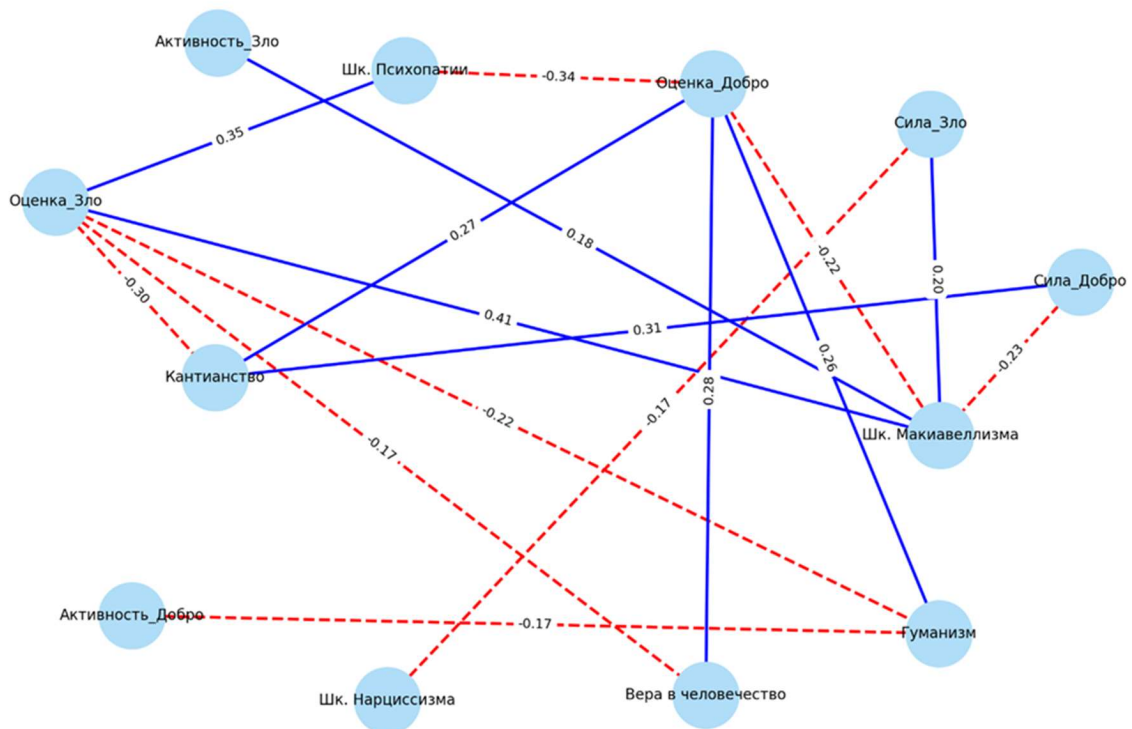 Активность_Зло
Шк. Психопатии
-0.34
Оценка_Добро
Сила_Зло
0.35
Оценка_Зло
0.27
0.18
-0.22
-0.30
0.20
Сила_Добро
0.41
0.31
Кантианство
0.26
-0.23
0.28
-0.22
-0.17
-0.17
Шк. Макиавеллизма
Активность_Добро
-0.17
Гуманизм
Шк. Нарциссизма
Вера в человечество